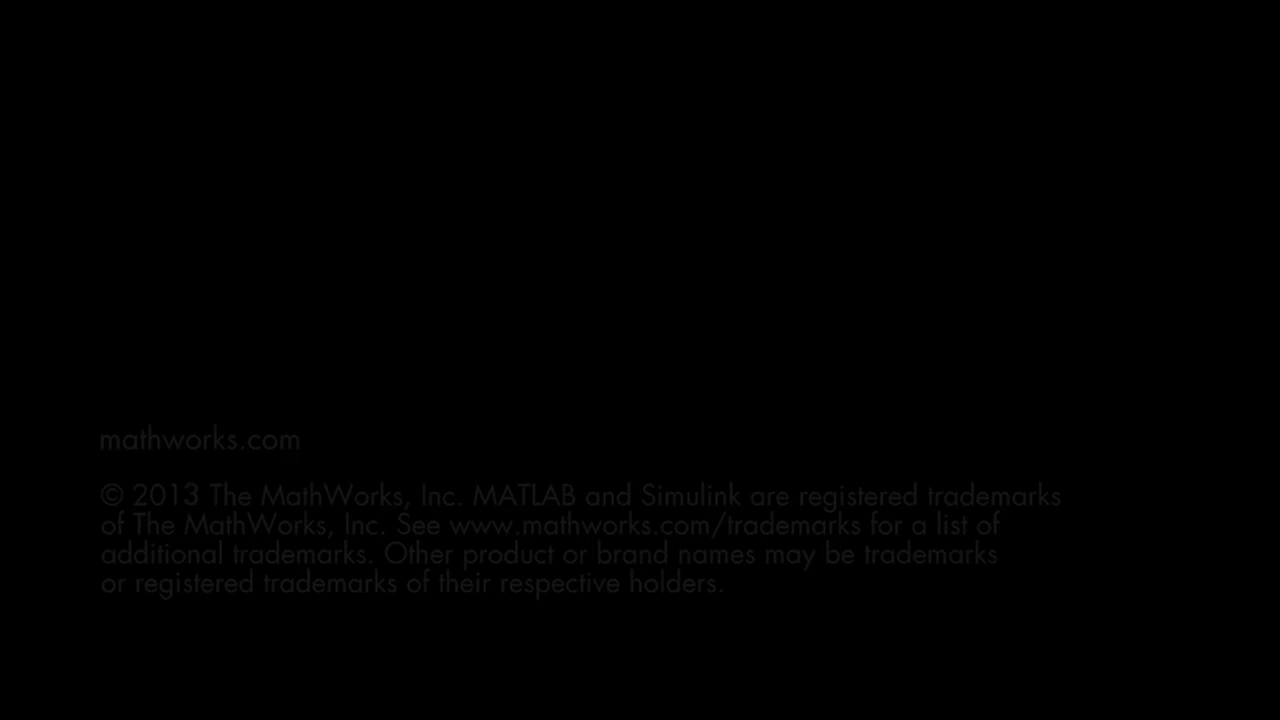 mathworks.com
© 2013 The MathWorks, Inc. MATLAB and Simulink are registered trademarks
of The MathWorks, Inc. See www.mathworks.com/trademarks for a list of
additional trademarks. Other product or brand names may be trademarks
or registered trademarks of their respective holders.